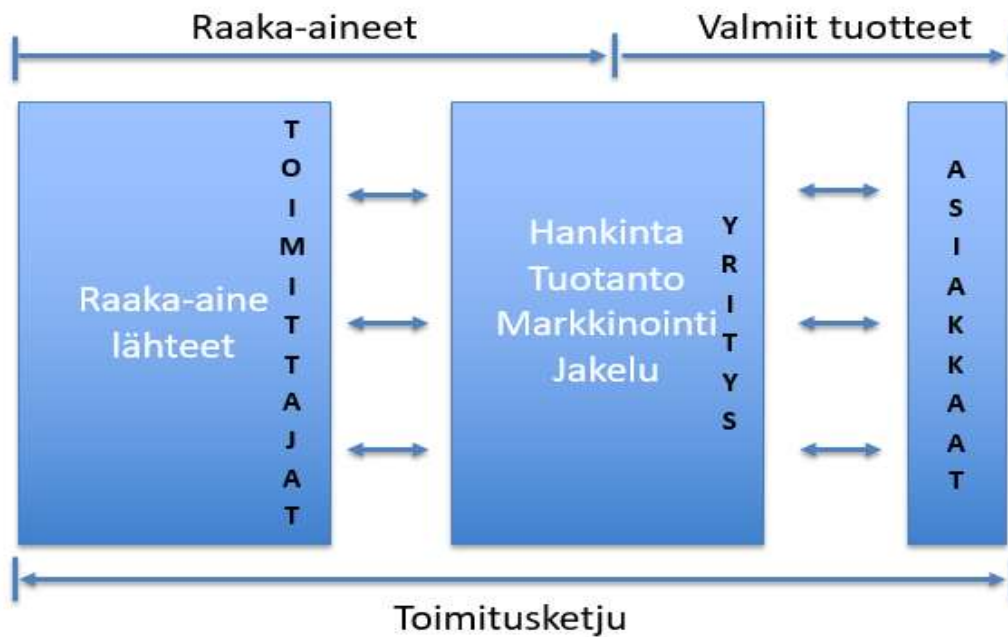 Raaka-aineet
Valmiit tuotteet
Raaka-aine
lähteet
TOIMITTAJAT
Hankinta
Tuotanto
Markkinointi
Jakelu
YRITYS
ASIAKKAAT
Toimitusketju